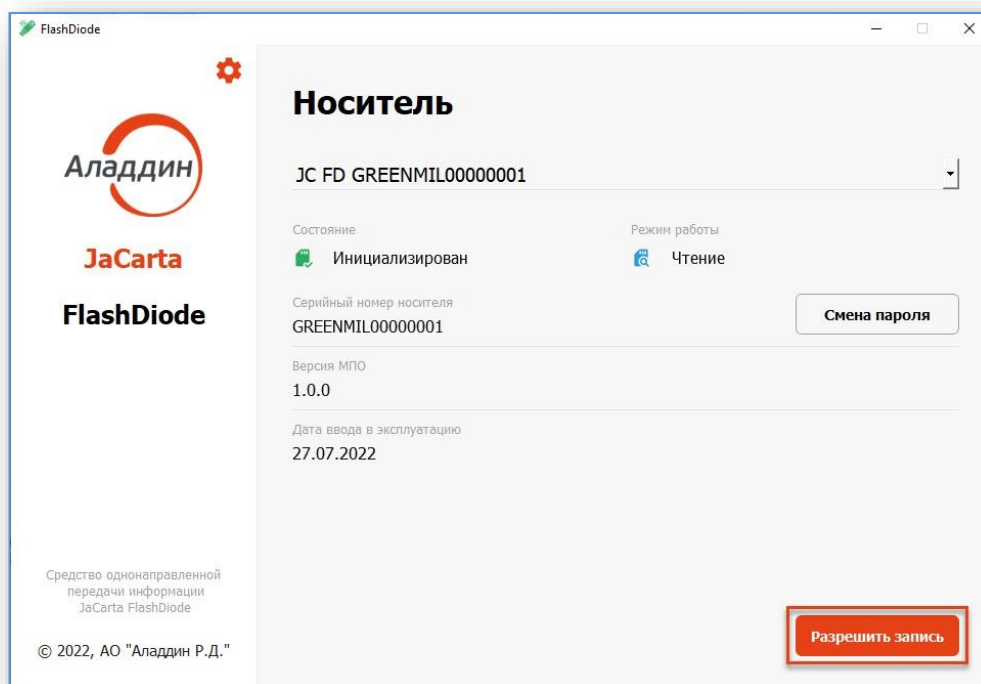 FlashDiode
Аладдин
JaCarta
FlashDiode
Средство однонаправленной
передачи информации
JaCarta FlashDiode
© 2022, АО "Аладдин Р.Д."
Носитель
JC FD GREENMIL00000001
Состояние
Инициализирован
Режим работы
Чтение
Серийный номер носителя
GREENMIL00000001
Смена пароля
Версия МПО
1.0.0
Дата ввода в эксплуатацию
27.07.2022
Разрешить запись